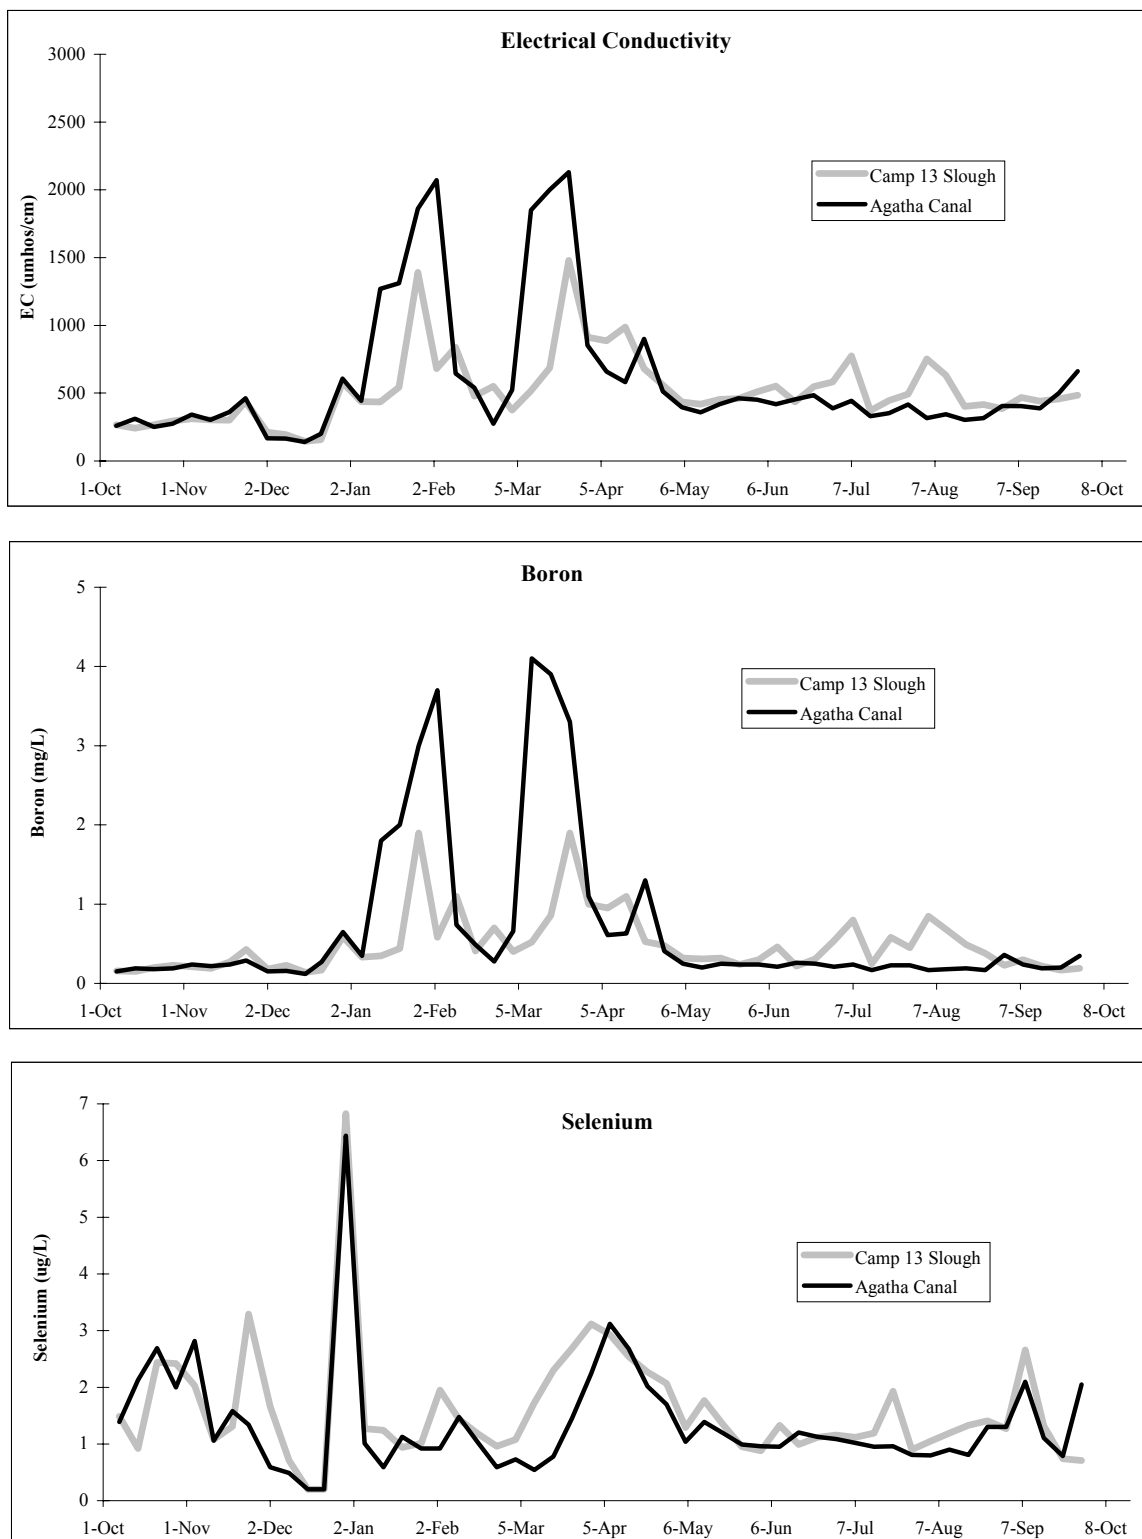 Electrical Conductivity
3000
2500
2000
1500
1000
500
0
EC (umhos/cm)
Camp 13 Slough
Agatha Canal
1-Oct 1-Nov 2-Dec 2-Jan 2-Feb 5-Mar 5-Apr 6-May 6-Jun 7-Jul 7-Aug 7-Sep 8-Oct
Boron
5
4
3
2
1
0
Boron (mg/L)
Camp 13 Slough
Agatha Canal
1-Oct 1-Nov 2-Dec 2-Jan 2-Feb 5-Mar 5-Apr 6-May 6-Jun 7-Jul 7-Aug 7-Sep 8-Oct
Selenium
7
6
5
4
3
2
1
0
Selenium (ug/L)
Camp 13 Slough
Agatha Canal
1-Oct 1-Nov 2-Dec 2-Jan 2-Feb 5-Mar 5-Apr 6-May 6-Jun 7-Jul 7-Aug 7-Sep 8-Oct